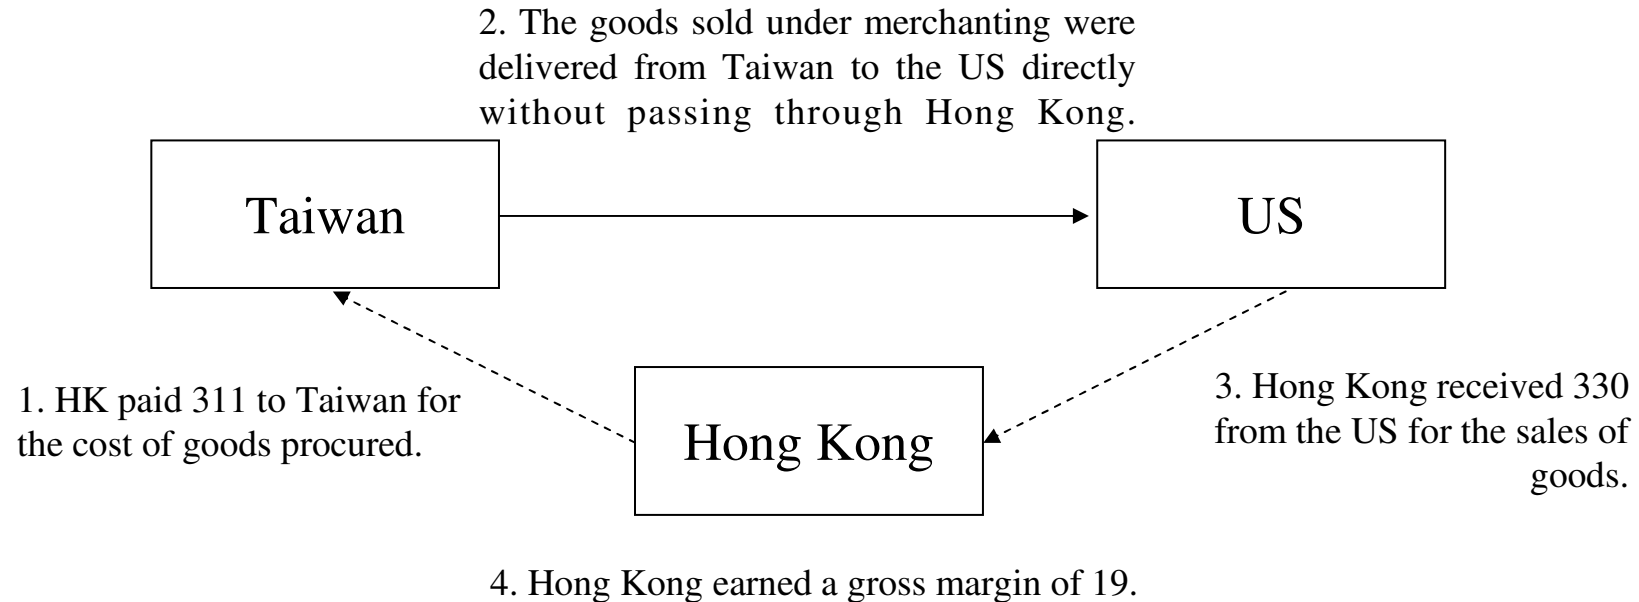 2. The goods sold under merchanting were
delivered from Taiwan to the US directly
without passing through Hong Kong.
Taiwan
US
1. HK paid 311 to Taiwan for
the cost of goods procured.
Hong Kong
3. Hong Kong received 330
from the US for the sales of
goods.
4. Hong Kong earned a gross margin of 19.